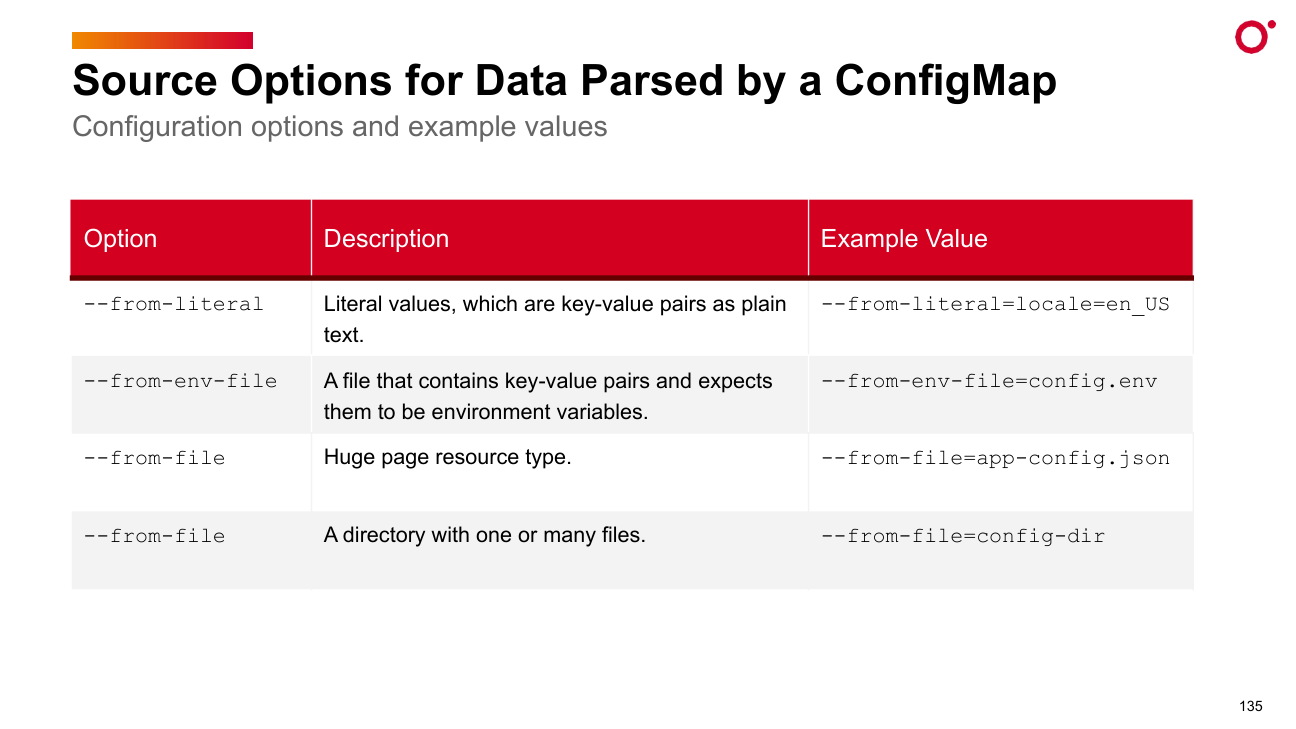 Source Options for Data Parsed by a ConfigMap
Configuration options and example values
Option Description Example Value
--from-literal Literal values, which are key-value pairs as plain --from-literal=locale=en_US
text.
--from-env-file A file that contains key-value pairs and expects --from-env-file=config.env
them to be environment variables.
--from-file Huge page resource type. --from-file=app-config.json
--from-file A directory with one or many files. --from-file=config-dir
135